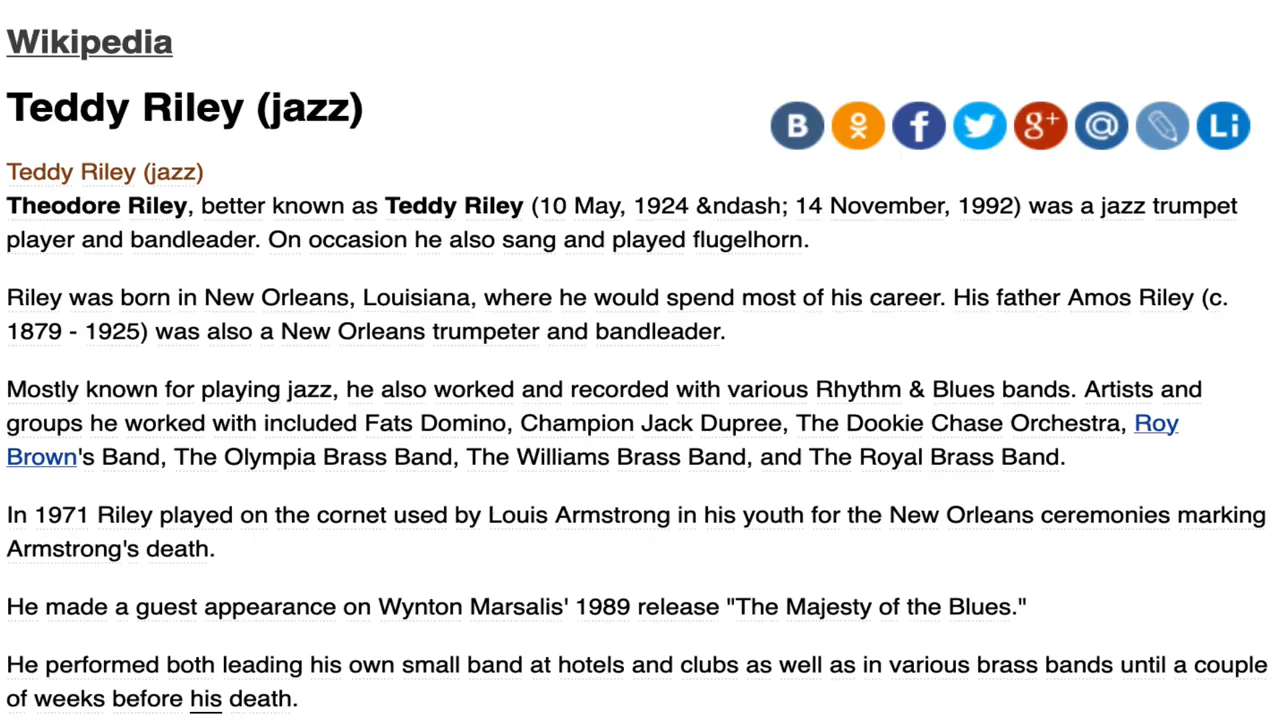 Wikipedia
Teddy Riley (jazz)
B f g+ @ Li
Teddy Riley (jazz)
Theodore Riley, better known as Teddy Riley (10 May, 1924 &ndash; 14 November, 1992) was a jazz trumpet
player and bandleader. On occasion he also sang and played flugelhorn.
Riley was born in New Orleans, Louisiana, where he would spend most of his career. His father Amos Riley (c.
1879 - 1925) was also a New Orleans trumpeter and bandleader.
Mostly known for playing jazz, he also worked and recorded with various Rhythm & Blues bands. Artists and
groups he worked with included Fats Domino, Champion Jack Dupree, The Dookie Chase Orchestra, Roy
Brown's Band, The Olympia Brass Band, The Williams Brass Band, and The Royal Brass Band.
In 1971 Riley played on the cornet used by Louis Armstrong in his youth for the New Orleans ceremonies marking
Armstrong's death.
He made a guest appearance on Wynton Marsalis' 1989 release "The Majesty of the Blues."
He performed both leading his own small band at hotels and clubs as well as in various brass bands until a couple
of weeks before his death.